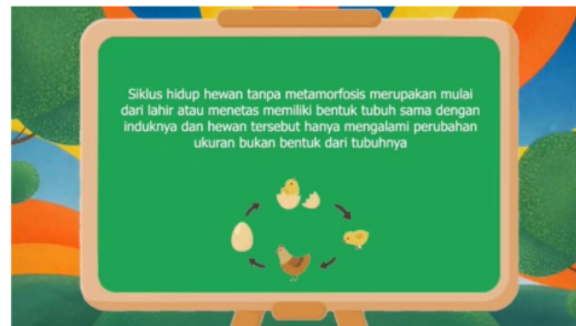 Siklus hidup hewan tanpa metamorfosis merupakan mulai
dari lahir atau menetas memiliki bentuk tubuh sama dengan
induknya dan hewan tersebut hanya mengalami perubahan
ukuran bukan bentuk dari tubuhnya